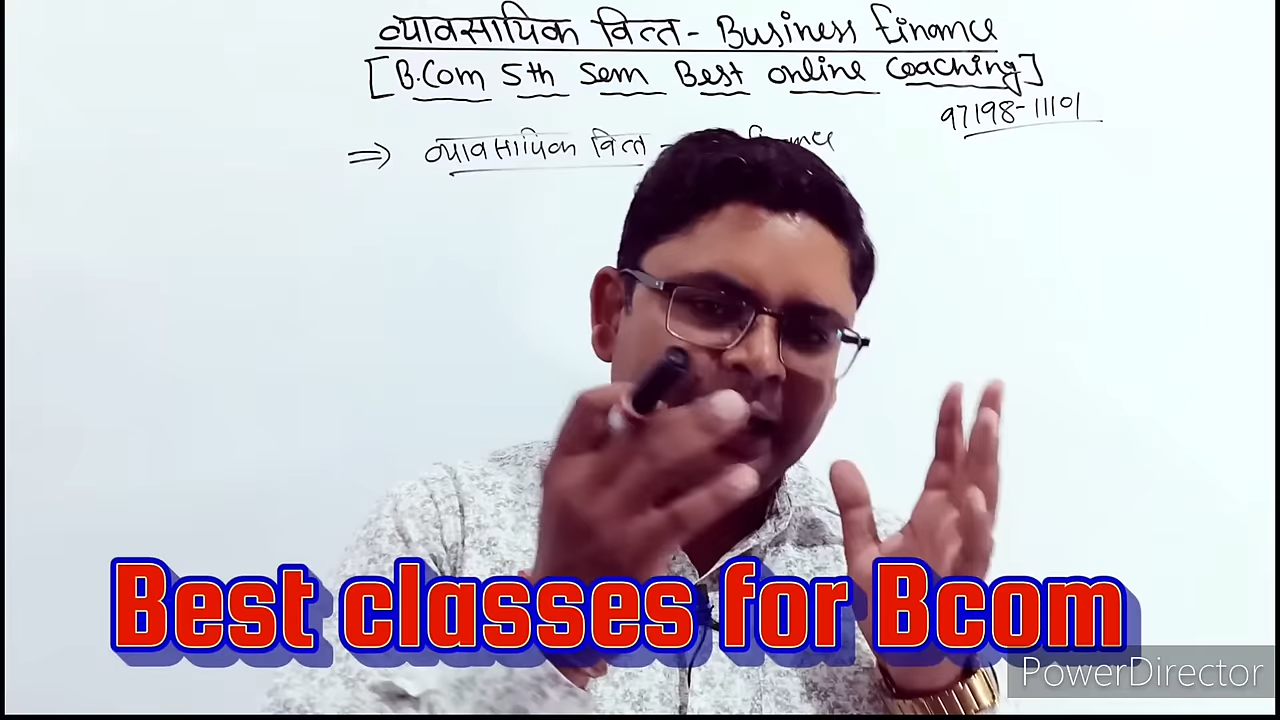 व्यावसायिक वित्त - Business Finance
[B.Com 5th Sem Best online Coaching]
97198-11101
⇒ व्यावसायिक वित्त -
Best classes for Bcom
PowerDirector